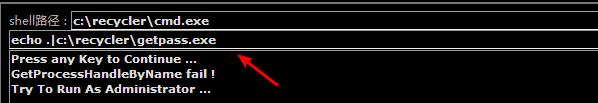 shell路径：c:\recycler\cmd.exe
echo .|c:\recycler\getpass.exe
Press any Key to Continue ...
GetProcessHandleByName fail !
Try To Run As Administrator ...